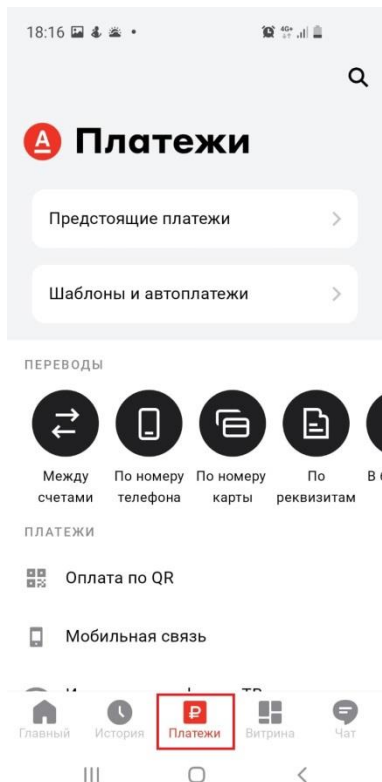 18:16
4G+
A
Платежи
Предстоящие платежи
Шаблоны и автоплатежи
ПЕРЕВОДЫ
Между
счетами
По номеру
телефона
По номеру
карты
По
реквизитам
ПЛАТЕЖИ
Оплата по QR
Мобильная связь
Главный
История
Платежи
Витрина
Чат